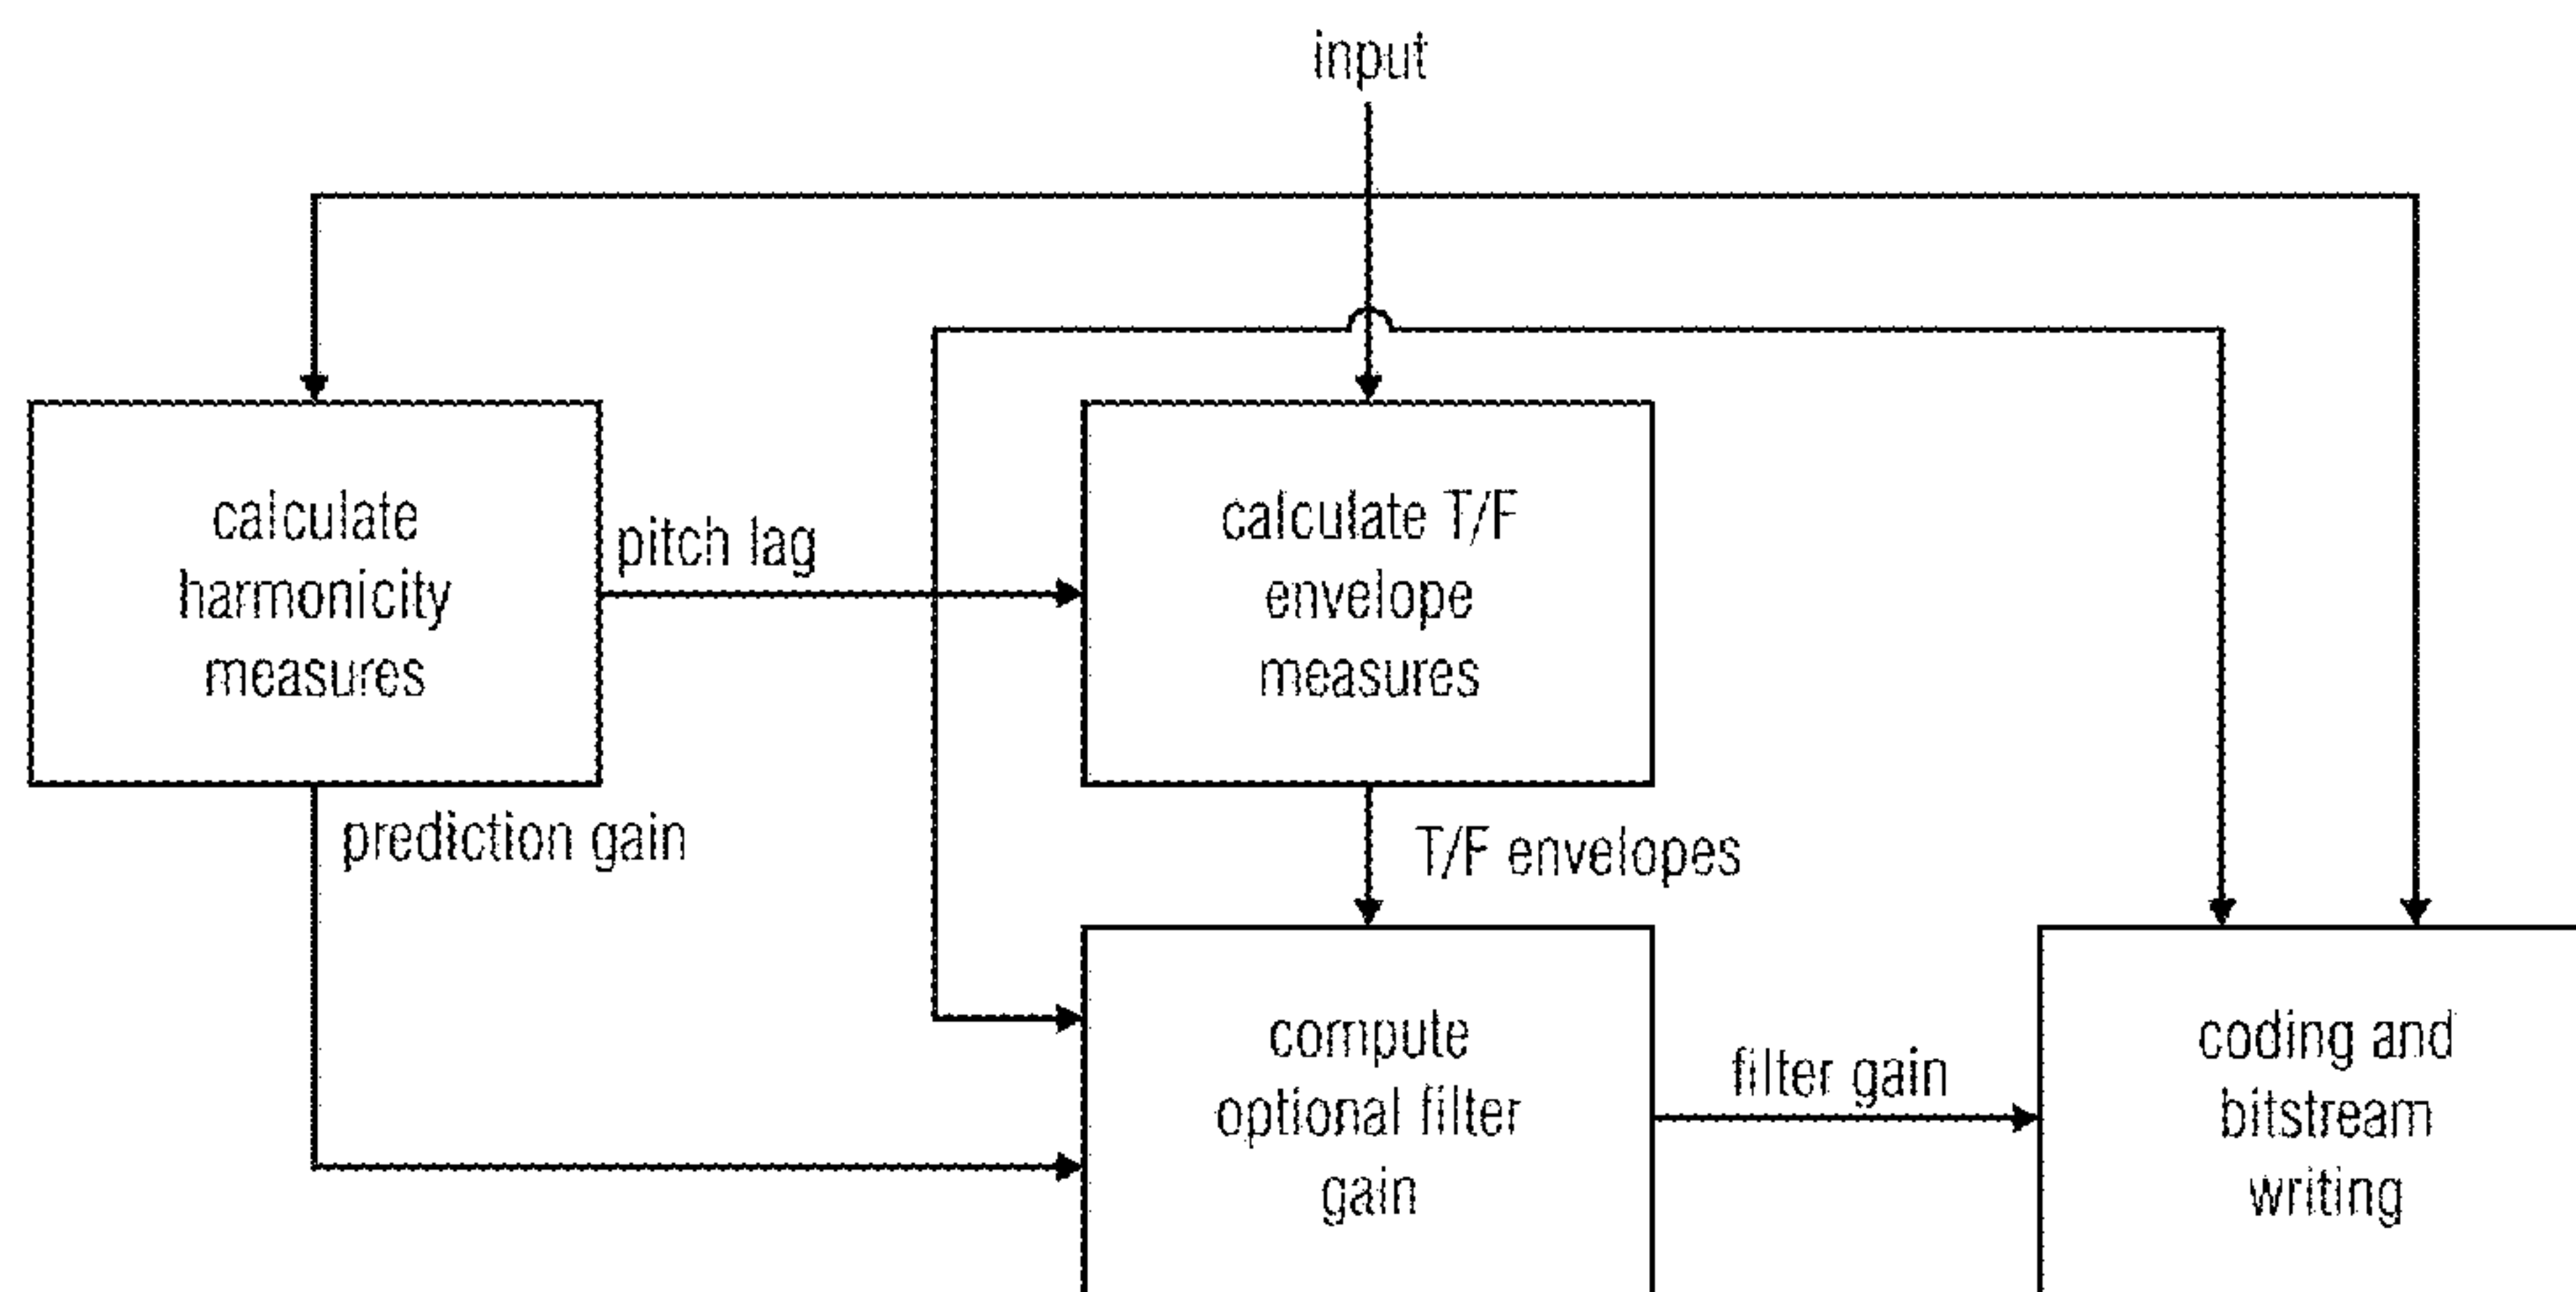 input
calculate
harmonicity
measures
pitch lag
calculate T/F
envelope
measures
prediction gain
T/F envelopes
compute
optional filter
gain
filter gain
coding and
bitstream
writing